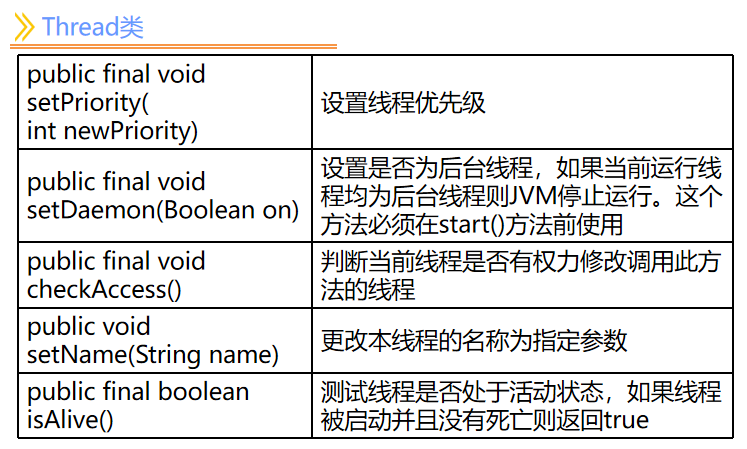 Thread类
public final void
setPriority(
int newPriority)
设置线程优先级
public final void
setDaemon(Boolean on)
设置是否为后台线程，如果当前运行线
程均为后台线程则JVM停止运行。这个
方法必须在start()方法前使用
public final void
checkAccess()
判断当前线程是否有权力修改调用此方
法的线程
public void
setName(String name)
更改本线程的名称为指定参数
public final boolean
isAlive()
测试线程是否处于活动状态，如果线程
被启动并且没有死亡则返回true